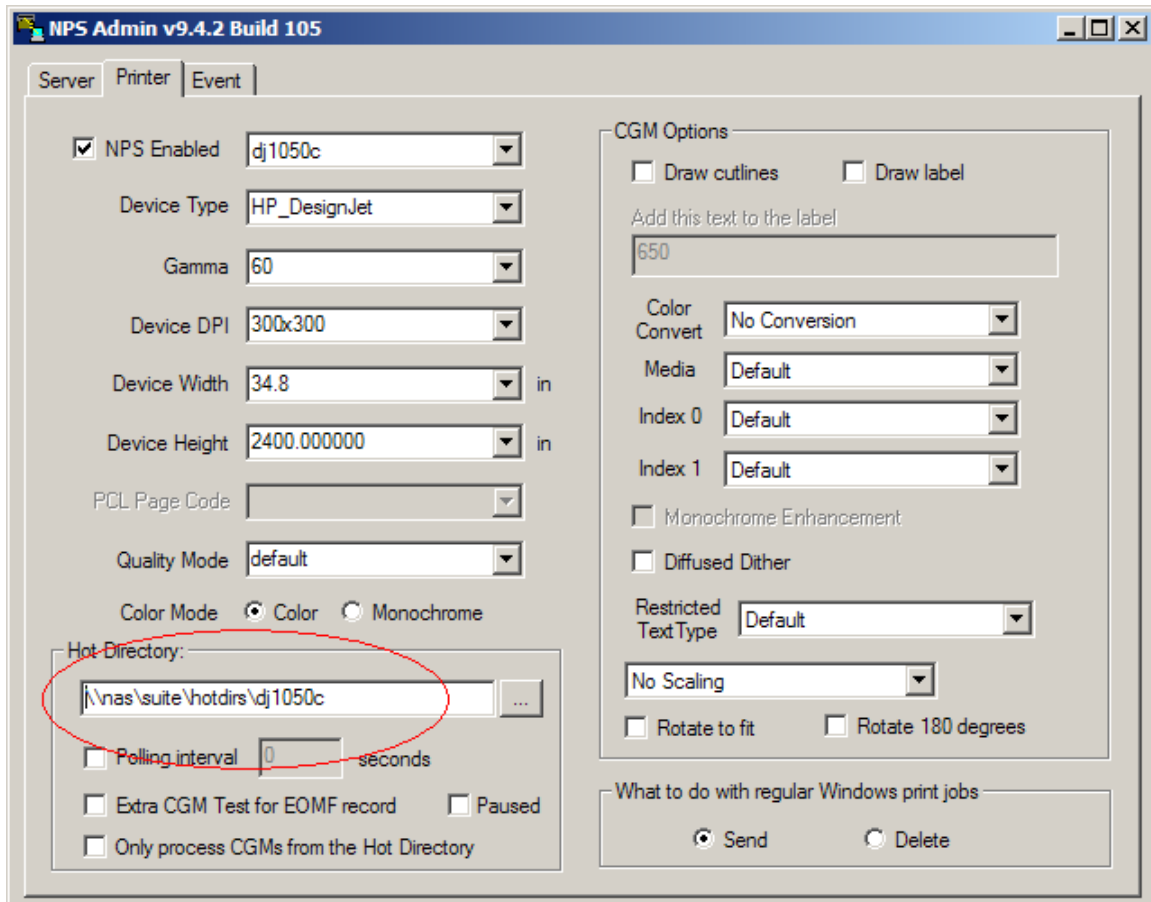 NPS Admin v9.4.2 Build 105
Server Printer Event
NPS Enabled dj1050c
Device Type HP_DesignJet
Gamma 60
Device DPI 300x300
Device Width 34.8 in
Device Height 2400.000000 in
PCL Page Code
Quality Mode default
Color Mode Color Monochrome
Hot Directory:
\\nas\suite\hotdirs\dj1050c ...
Polling interval 0 seconds
Extra CGM Test for EOMF record Paused
Only process CGMs from the Hot Directory
CGM Options
Draw cutlines Draw label
Add this text to the label
650
Color
Convert No Conversion
Media Default
Index 0 Default
Index 1 Default
Monochrome Enhancement
Diffused Dither
Restricted
TextType Default
No Scaling
Rotate to fit Rotate 180 degrees
What to do with regular Windows print jobs
Send Delete